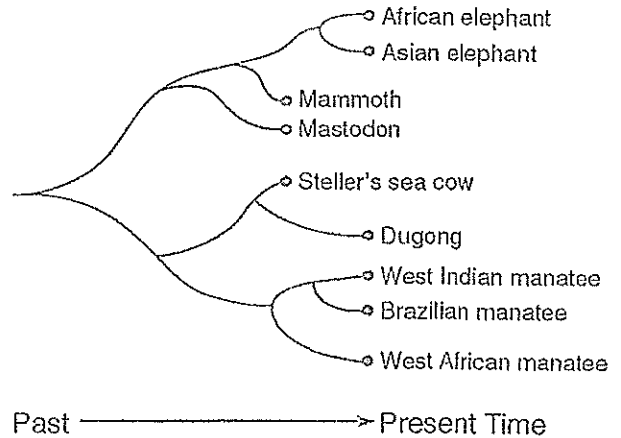 African elephant
Asian elephant
Mammoth
Mastodon
Steller's sea cow
Dugong
West Indian manatee
Brazilian manatee
West African manatee
Past
Present Time